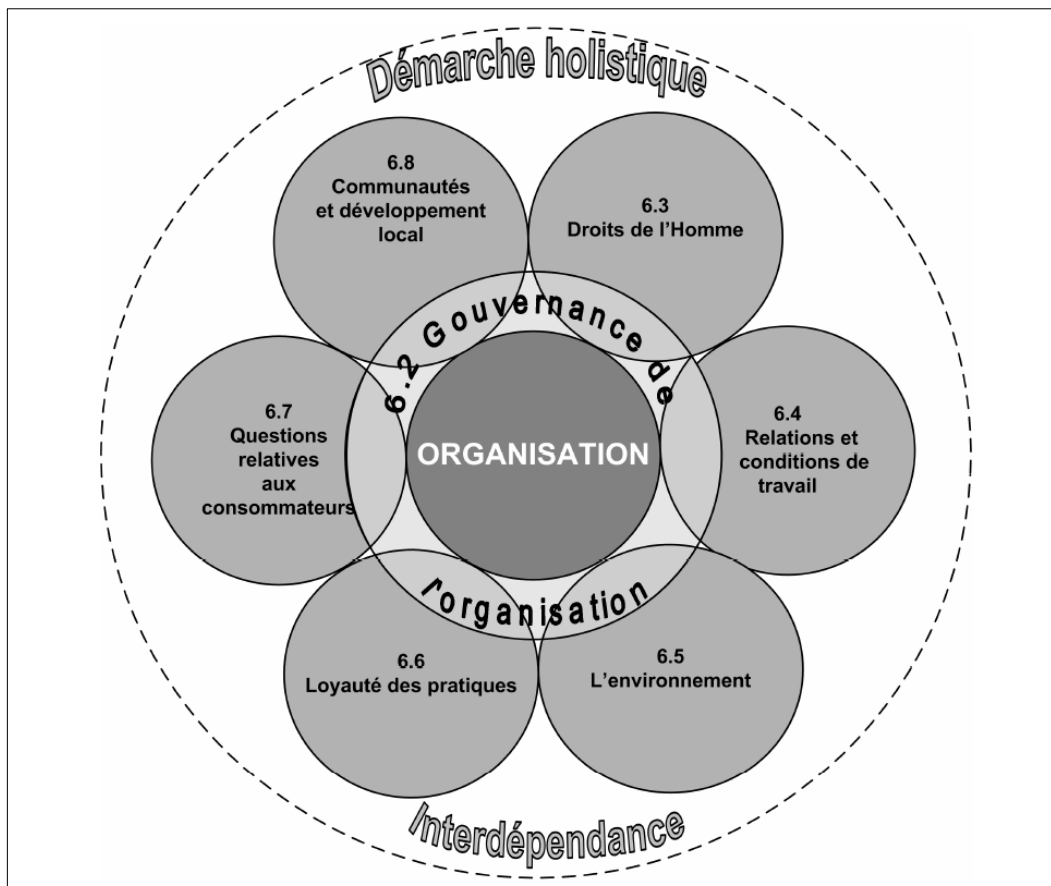 Démarche holistique
6.8
Communautés
et développement
local
6.3
Droits de l'Homme
6.2 Gouvernance de
l'organisation
ORGANISATION
6.7
Questions
relatives
aux
consommateurs
6.4
Relations et
conditions de
travail
6.6
Loyauté des pratiques
6.5
L'environnement
Interdépendance